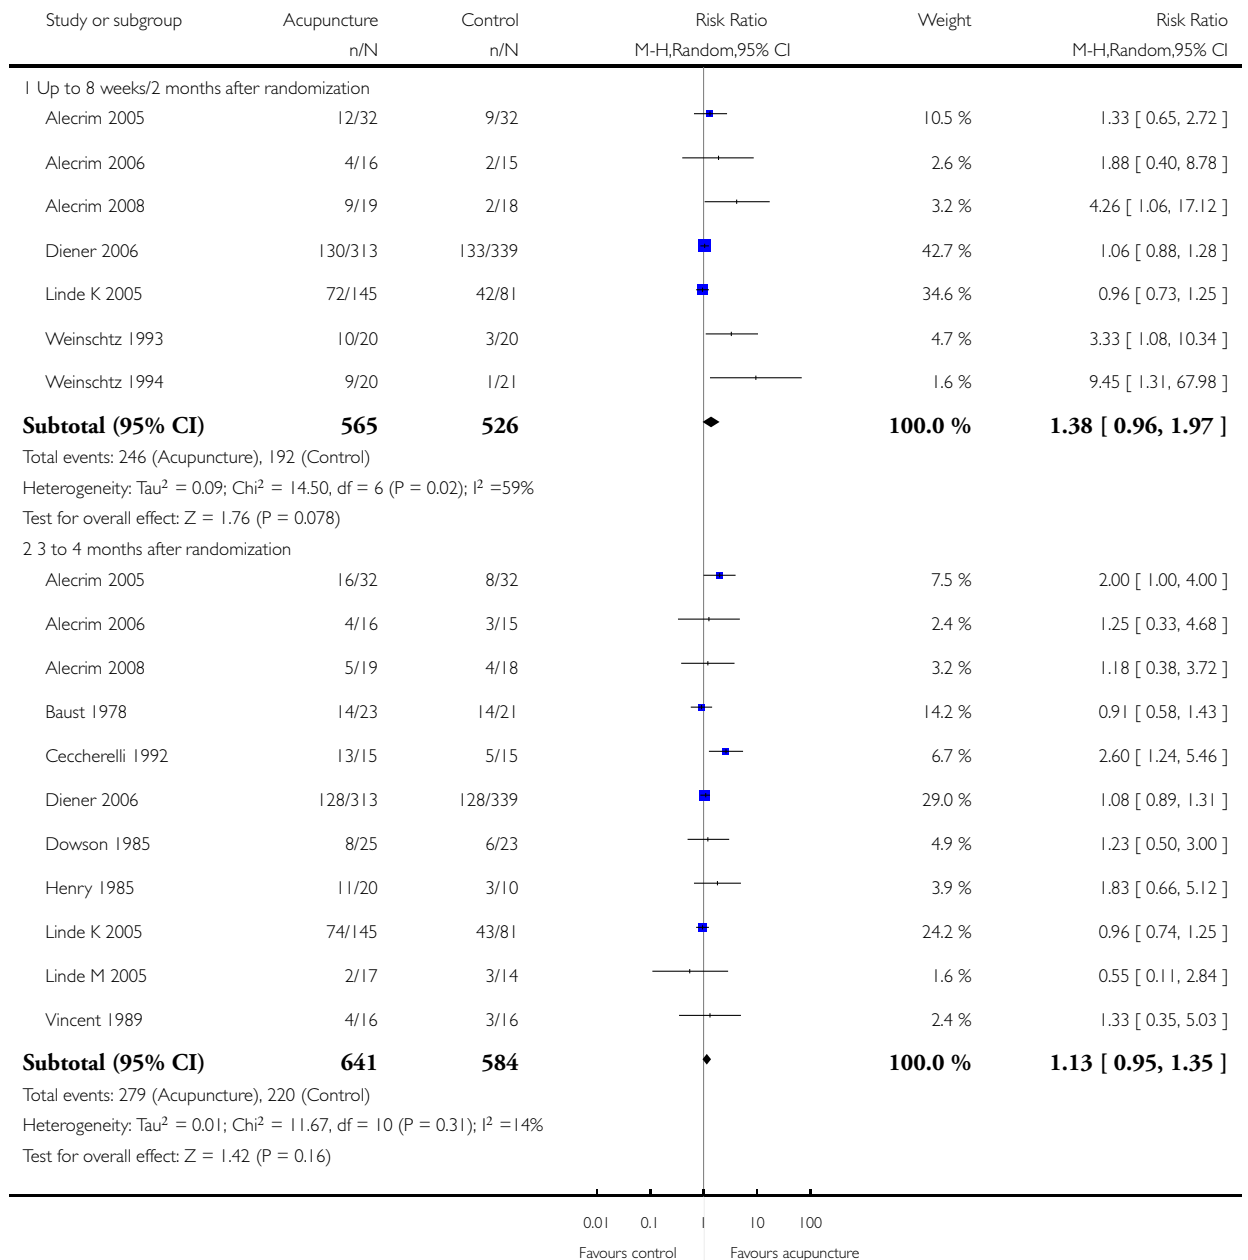 Study or subgroup Acupuncture Control Risk Ratio Weight Risk Ratio
n/N n/N M-H,Random,95% CI M-H,Random,95% CI
1 Up to 8 weeks/2 months after randomization
Alecrim 2005 12/32 9/32 10.5 % 1.33 [ 0.65, 2.72 ]
Alecrim 2006 4/16 2/15 2.6 % 1.88 [ 0.40, 8.78 ]
Alecrim 2008 9/19 2/18 3.2 % 4.26 [ 1.06, 17.12 ]
Diener 2006 130/313 133/339 42.7 % 1.06 [ 0.88, 1.28 ]
Linde K 2005 72/145 42/81 34.6 % 0.96 [ 0.73, 1.25 ]
Weinschtz 1993 10/20 3/20 4.7 % 3.33 [ 1.08, 10.34 ]
Weinschtz 1994 9/20 1/21 1.6 % 9.45 [ 1.31, 67.98 ]
Subtotal (95% CI) 565 526 100.0 % 1.38 [ 0.96, 1.97 ]
Total events: 246 (Acupuncture), 192 (Control)
Heterogeneity: Tau² = 0.09; Chi² = 14.50, df = 6 (P = 0.02); I² =59%
Test for overall effect: Z = 1.76 (P = 0.078)
2 3 to 4 months after randomization
Alecrim 2005 16/32 8/32 7.5 % 2.00 [ 1.00, 4.00 ]
Alecrim 2006 4/16 3/15 2.4 % 1.25 [ 0.33, 4.68 ]
Alecrim 2008 5/19 4/18 3.2 % 1.18 [ 0.38, 3.72 ]
Baust 1978 14/23 14/21 14.2 % 0.91 [ 0.58, 1.43 ]
Ceccherelli 1992 13/15 5/15 6.7 % 2.60 [ 1.24, 5.46 ]
Diener 2006 128/313 128/339 29.0 % 1.08 [ 0.89, 1.31 ]
Dowson 1985 8/25 6/23 4.9 % 1.23 [ 0.50, 3.00 ]
Henry 1985 11/20 3/10 3.9 % 1.83 [ 0.66, 5.12 ]
Linde K 2005 74/145 43/81 24.2 % 0.96 [ 0.74, 1.25 ]
Linde M 2005 2/17 3/14 1.6 % 0.55 [ 0.11, 2.84 ]
Vincent 1989 4/16 3/16 2.4 % 1.33 [ 0.35, 5.03 ]
Subtotal (95% CI) 641 584 100.0 % 1.13 [ 0.95, 1.35 ]
Total events: 279 (Acupuncture), 220 (Control)
Heterogeneity: Tau² = 0.01; Chi² = 11.67, df = 10 (P = 0.31); I² =14%
Test for overall effect: Z = 1.42 (P = 0.16)
0.01 0.1 1 10 100
Favours control Favours acupuncture